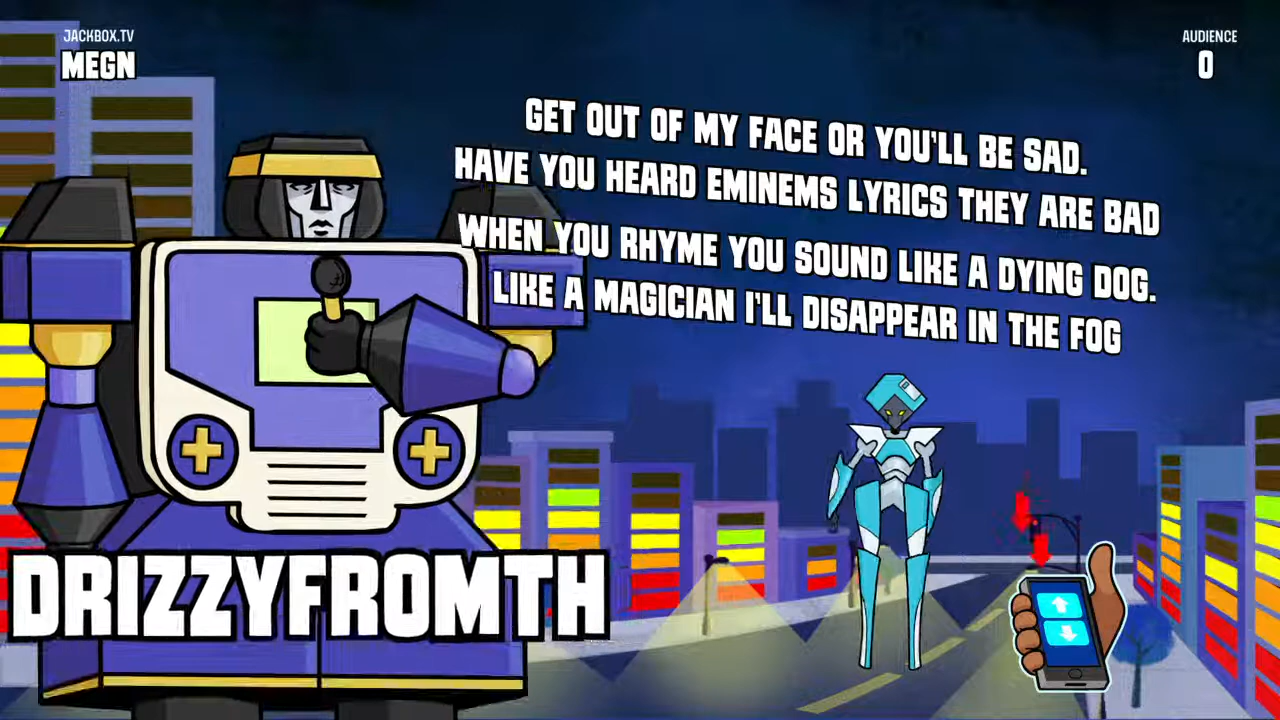 JACKBOX.TV
MEGN
AUDIENCE
0
GET OUT OF MY FACE OR YOU'LL BE SAD.
HAVE YOU HEARD EMINEMS LYRICS THEY ARE BAD
WHEN YOU RHYME YOU SOUND LIKE A DYING DOG.
LIKE A MAGICIAN I'LL DISAPPEAR IN THE FOG
DRIZZYFROMTH